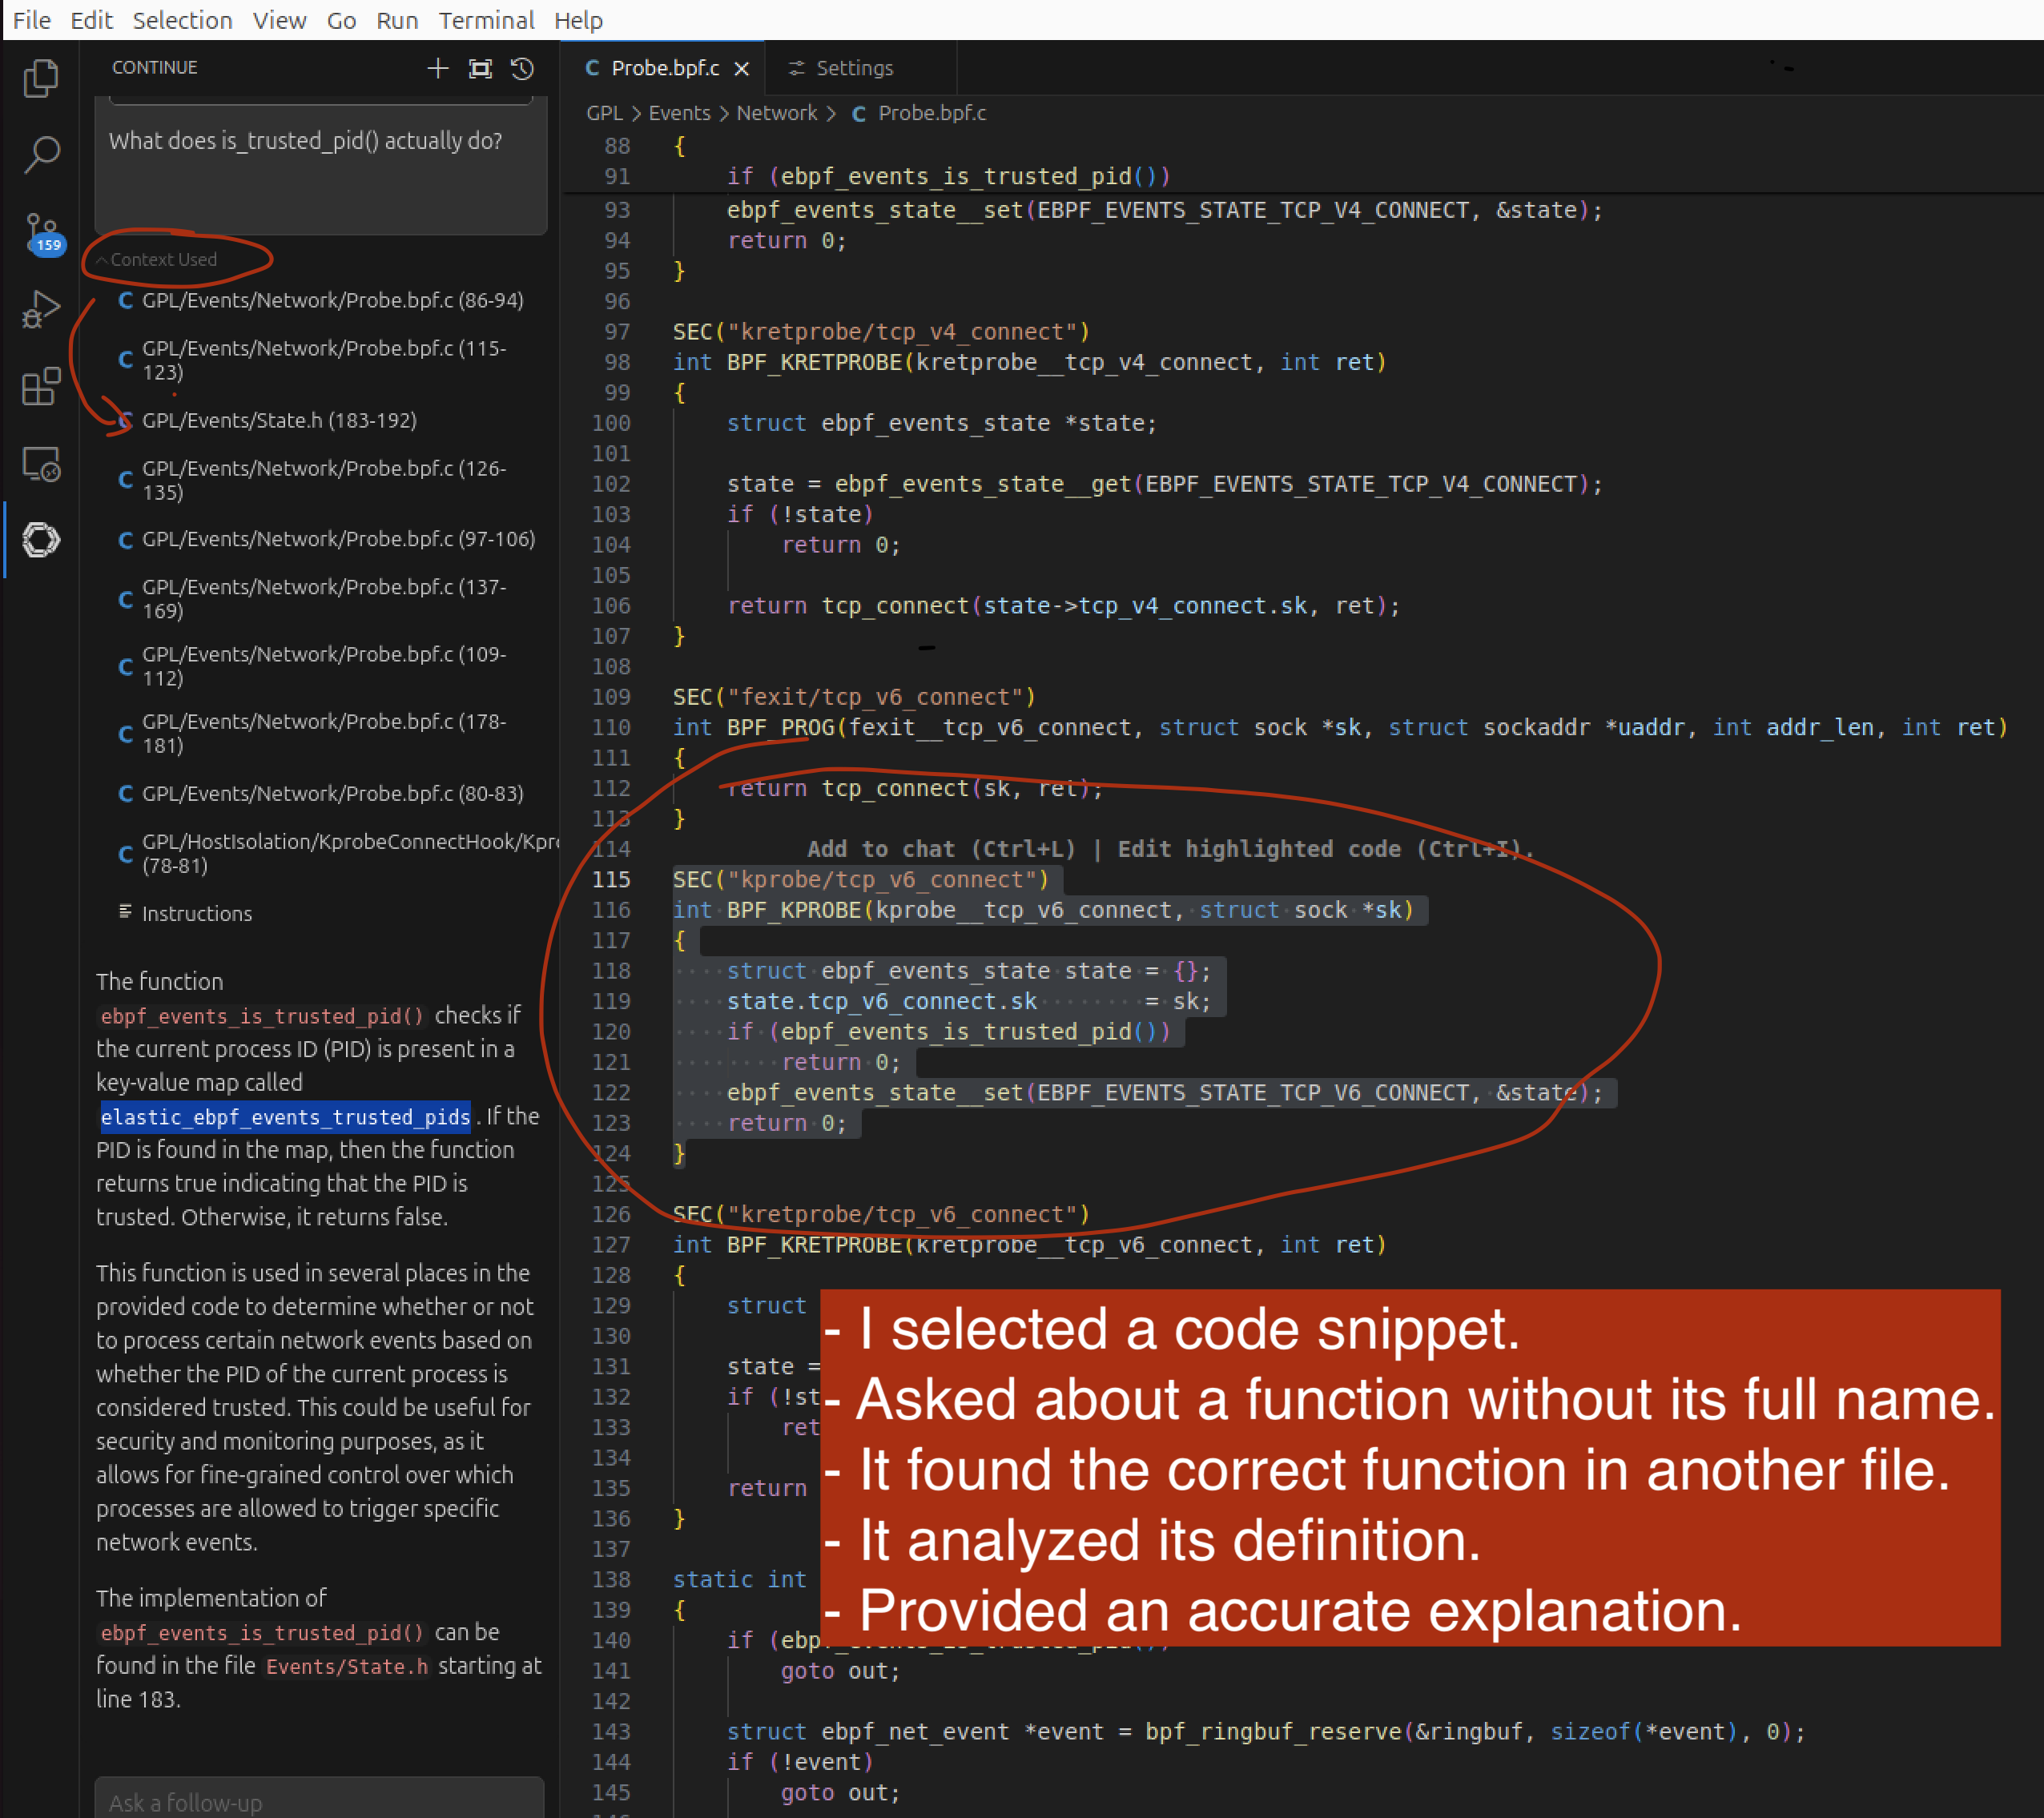 File Edit Selection View Go Run Terminal Help
CONTINUE
What does is_trusted_pid() actually do?
159
Context Used
GPL/Events/Network/Probe.bpf.c (86-94)
GPL/Events/Network/Probe.bpf.c (115-
123)
GPL/Events/State.h (183-192)
GPL/Events/Network/Probe.bpf.c (126-
135)
GPL/Events/Network/Probe.bpf.c (97-106)
GPL/Events/Network/Probe.bpf.c (137-
169)
GPL/Events/Network/Probe.bpf.c (109-
112)
GPL/Events/Network/Probe.bpf.c (178-
181)
GPL/Events/Network/Probe.bpf.c (80-83)
GPL/HostIsolation/KprobeConnectHook/Kpr
(78-81)
Instructions
The function
ebpf_events_is_trusted_pid() checks if
the current process ID (PID) is present in a
key-value map called
elastic_ebpf_events_trusted_pids . If the
PID is found in the map, then the function
returns true indicating that the PID is
trusted. Otherwise, it returns false.
This function is used in several places in the
provided code to determine whether or not
to process certain network events based on
whether the PID of the current process is
considered trusted. This could be useful for
security and monitoring purposes, as it
allows for fine-grained control over which
processes are allowed to trigger specific
network events.
The implementation of
ebpf_events_is_trusted_pid() can be
found in the file Events/State.h starting at
line 183.
Ask a follow-up
C Probe.bpf.c × Settings
GPL > Events > Network > C Probe.bpf.c
88 {
91 if (ebpf_events_is_trusted_pid())
93 ebpf_events_state__set(EBPF_EVENTS_STATE_TCP_V4_CONNECT, &state);
94 return 0;
95 }
96
97 SEC("kretprobe/tcp_v4_connect")
98 int BPF_KRETPROBE(kretprobe__tcp_v4_connect, int ret)
99 {
100 struct ebpf_events_state *state;
101
102 state = ebpf_events_state__get(EBPF_EVENTS_STATE_TCP_V4_CONNECT);
103 if (!state)
104 return 0;
105
106 return tcp_connect(state->tcp_v4_connect.sk, ret);
107 }
108
109 SEC("fexit/tcp_v6_connect")
110 int BPF_PROG(fexit__tcp_v6_connect, struct sock *sk, struct sockaddr *uaddr, int addr_len, int ret)
111 {
112 return tcp_connect(sk, ret);
113 }
114 Add to chat (Ctrl+L) | Edit highlighted code (Ctrl+I).
115 SEC("kprobe/tcp_v6_connect")
116 int BPF_KPROBE(kprobe__tcp_v6_connect, struct sock *sk)
117 {
118 struct ebpf_events_state state = {};
119 state.tcp_v6_connect.sk = sk;
120 if (ebpf_events_is_trusted_pid())
121 return 0;
122 ebpf_events_state__set(EBPF_EVENTS_STATE_TCP_V6_CONNECT, &state);
123 return 0;
124 }
125
126 SEC("kretprobe/tcp_v6_connect")
127 int BPF_KRETPROBE(kretprobe__tcp_v6_connect, int ret)
128 {
129 struct
130
131 state =
132 if (!st
133 ret
134
135 return
136 }
137
138 static int
139 {
140 if (ebpf_events_is_trusted_pid())
141 goto out;
142
143 struct ebpf_net_event *event = bpf_ringbuf_reserve(&ringbuf, sizeof(*event), 0);
144 if (!event)
145 goto out;
- I selected a code snippet.
- Asked about a function without its full name.
- It found the correct function in another file.
- It analyzed its definition.
- Provided an accurate explanation.